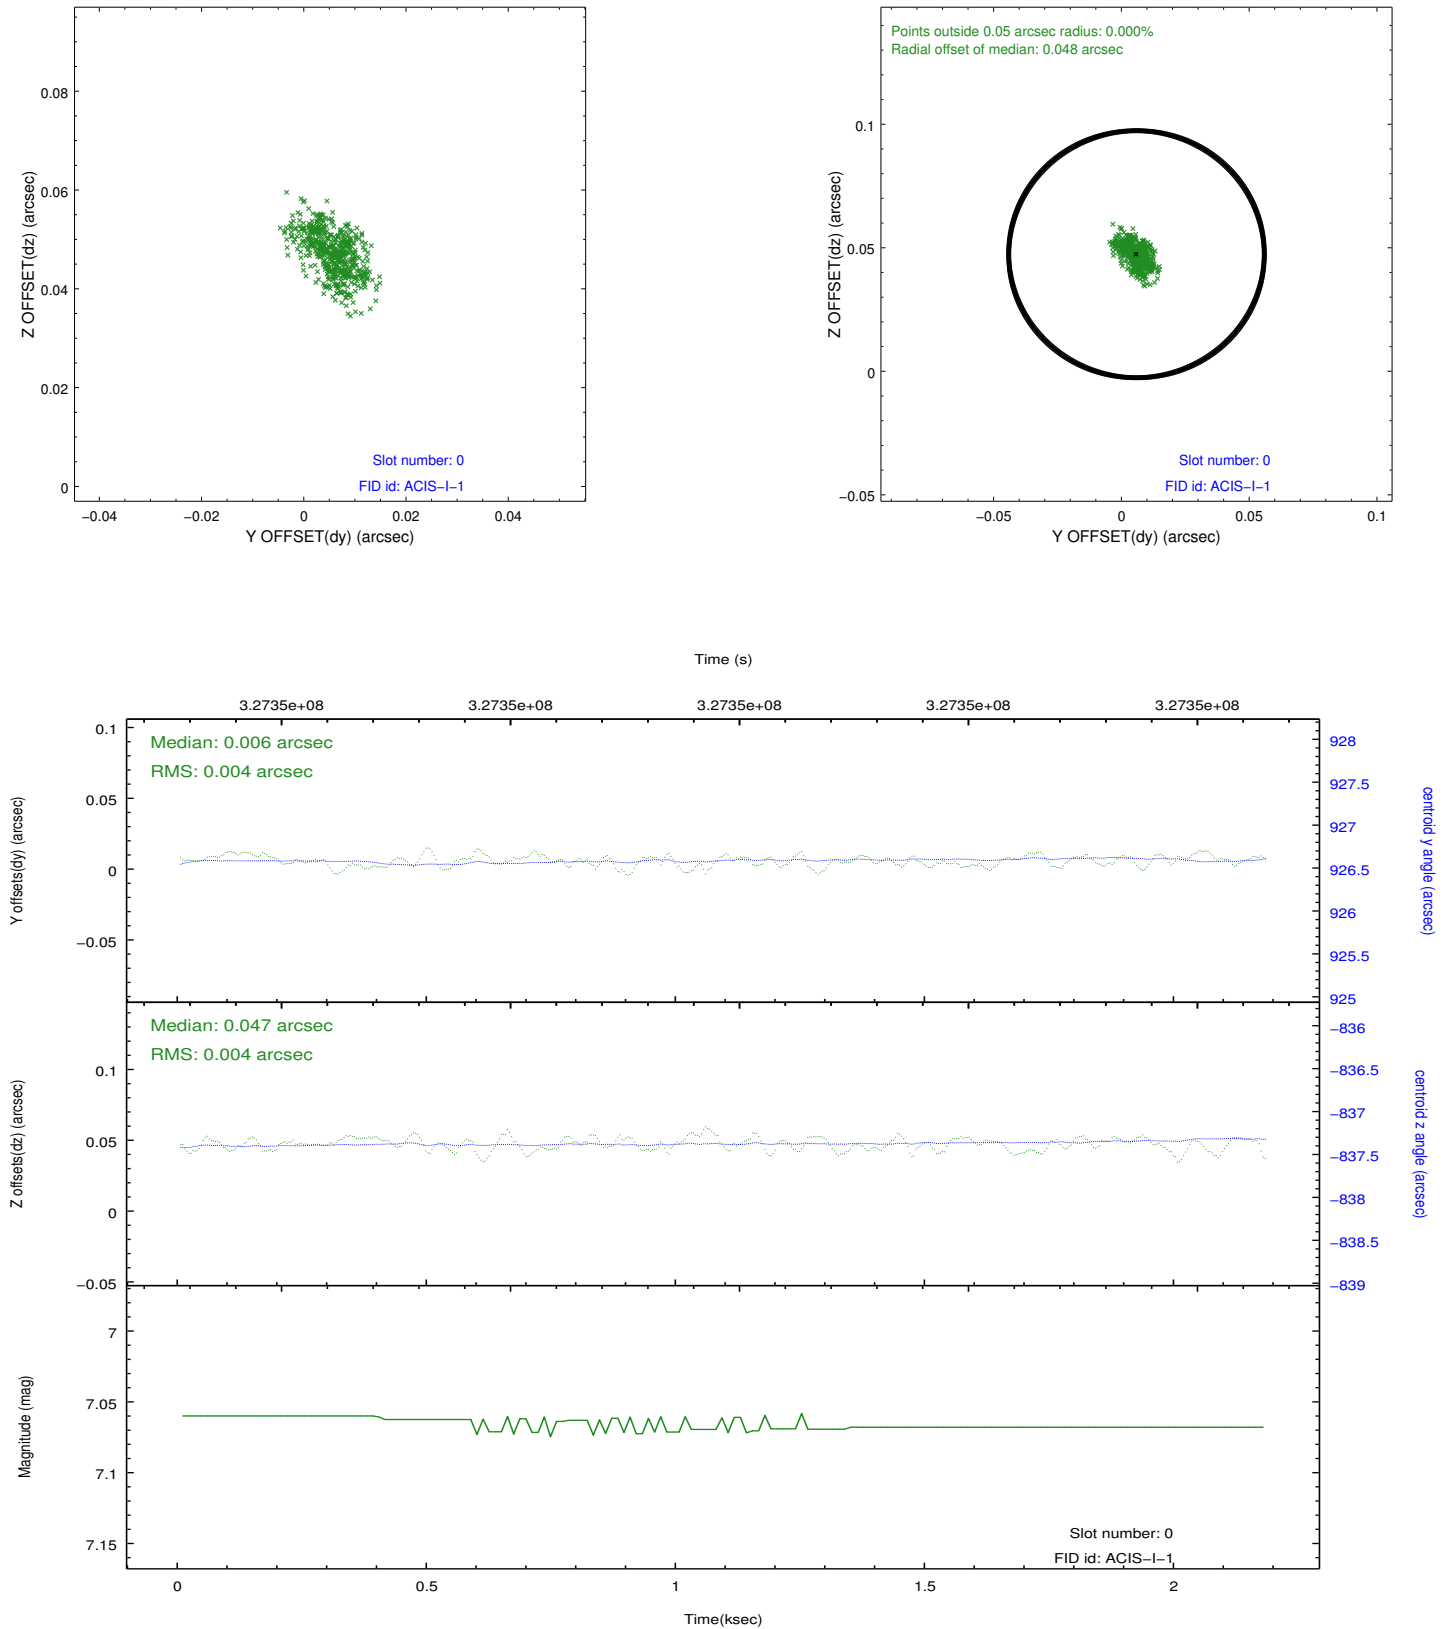 0.08
0.06
0.04
0.02
0
Z OFFSET(dz) (arcsec)
Slot number: 0
FID id: ACIS−I−1
−0.04
−0.02
0
0.02
0.04
Y OFFSET(dy) (arcsec)
Points outside 0.05 arcsec radius: 0.000%
Radial offset of median: 0.048 arcsec
0.1
0.05
0
−0.05
Z OFFSET(dz) (arcsec)
Slot number: 0
FID id: ACIS−I−1
−0.05
0
0.05
0.1
Y OFFSET(dy) (arcsec)
Time (s)
3.2735e+08
3.2735e+08
3.2735e+08
3.2735e+08
3.2735e+08
Median: 0.006 arcsec
RMS: 0.004 arcsec
0.1
0.05
0
−0.05
Y offsets(dy) (arcsec)
928
927.5
927
926.5
926
925.5
925
centroid y angle (arcsec)
Median: 0.047 arcsec
RMS: 0.004 arcsec
0.1
0.05
0
−0.05
Z offsets(dz) (arcsec)
−836
−836.5
−837
−837.5
−838
−838.5
−839
centroid z angle (arcsec)
7
7.05
7.1
7.15
Magnitude (mag)
Slot number: 0
FID id: ACIS−I−1
0
0.5
1
1.5
2
Time(ksec)